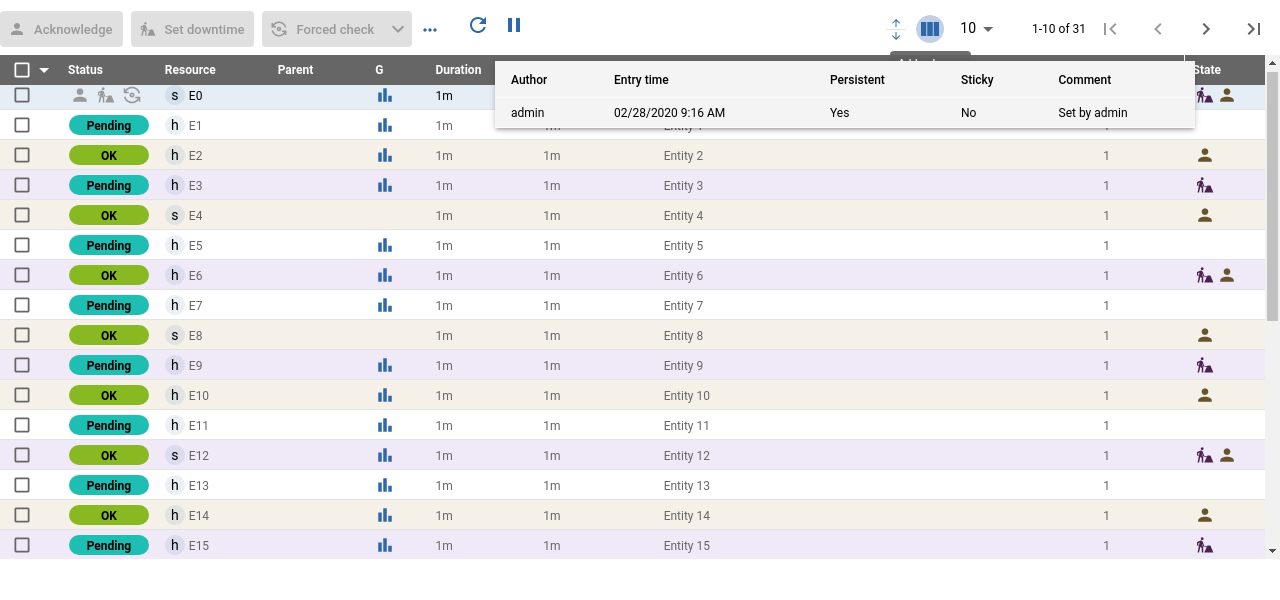 Acknowledge Set downtime Forced check 10 1-10 of 31
Status Resource Parent G Duration State
Author Entry time Persistent Sticky Comment
admin 02/28/2020 9:16 AM Yes No Set by admin
s E0 1m
Pending h E1 1m 1m Entity 1 1
OK h E2 1m 1m Entity 2 1
Pending h E3 1m 1m Entity 3 1
OK s E4 1m 1m Entity 4 1
Pending h E5 1m 1m Entity 5 1
OK h E6 1m 1m Entity 6 1
Pending h E7 1m 1m Entity 7 1
OK s E8 1m 1m Entity 8 1
Pending h E9 1m 1m Entity 9 1
OK h E10 1m 1m Entity 10 1
Pending h E11 1m 1m Entity 11 1
OK s E12 1m 1m Entity 12 1
Pending h E13 1m 1m Entity 13 1
OK h E14 1m 1m Entity 14 1
Pending h E15 1m 1m Entity 15 1